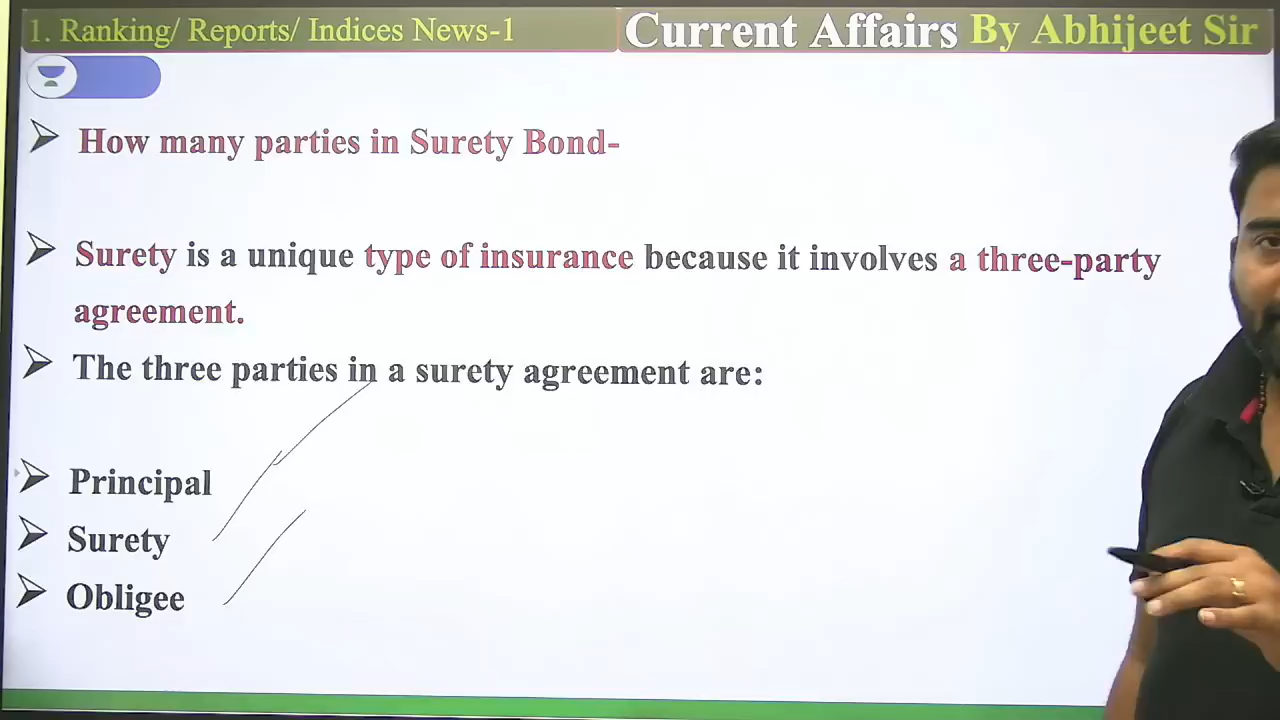 1. Ranking/ Reports/ Indices News-1
Current Affairs By Abhijeet Sir
How many parties in Surety Bond-
Surety is a unique type of insurance because it involves a three-party
agreement.
The three parties in a surety agreement are:
Principal
Surety
Obligee